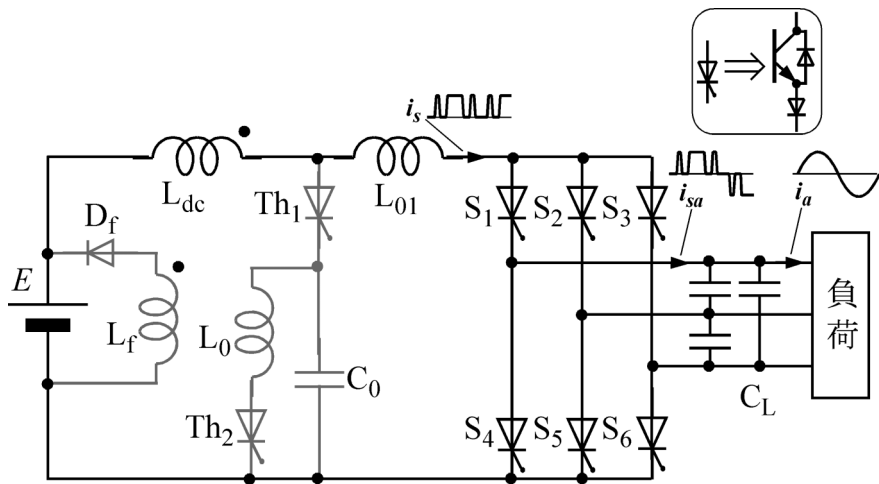 i_s
L_dc
L_01
Th_1
S_1
S_2
S_3
i_sa
i_a
D_f
E
L_f
L_0
C_0
負荷
Th_2
S_4
S_5
S_6
C_L